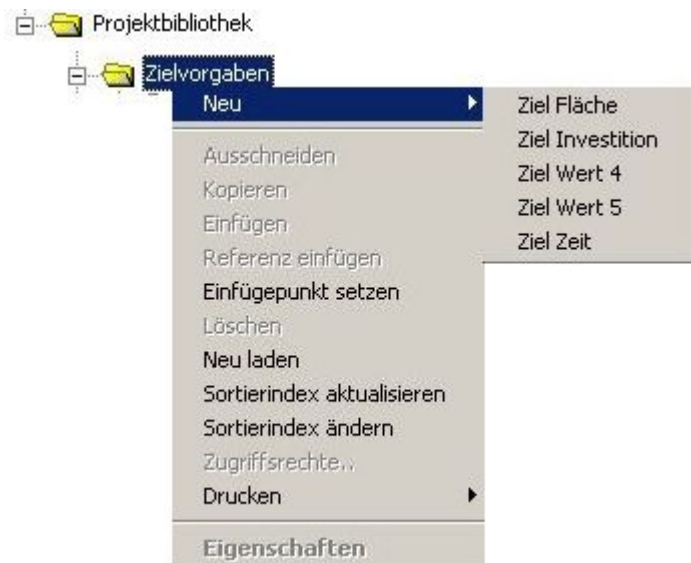 Projektbibliothek
Zielvorgaben
Neu
Ausschneiden
Kopieren
Einfügen
Referenz einfügen
Einfügepunkt setzen
Löschen
Neu laden
Sortierindex aktualisieren
Sortierindex ändern
Zugriffsrechte..
Drucken
Eigenschaften
Ziel Fläche
Ziel Investition
Ziel Wert 4
Ziel Wert 5
Ziel Zeit